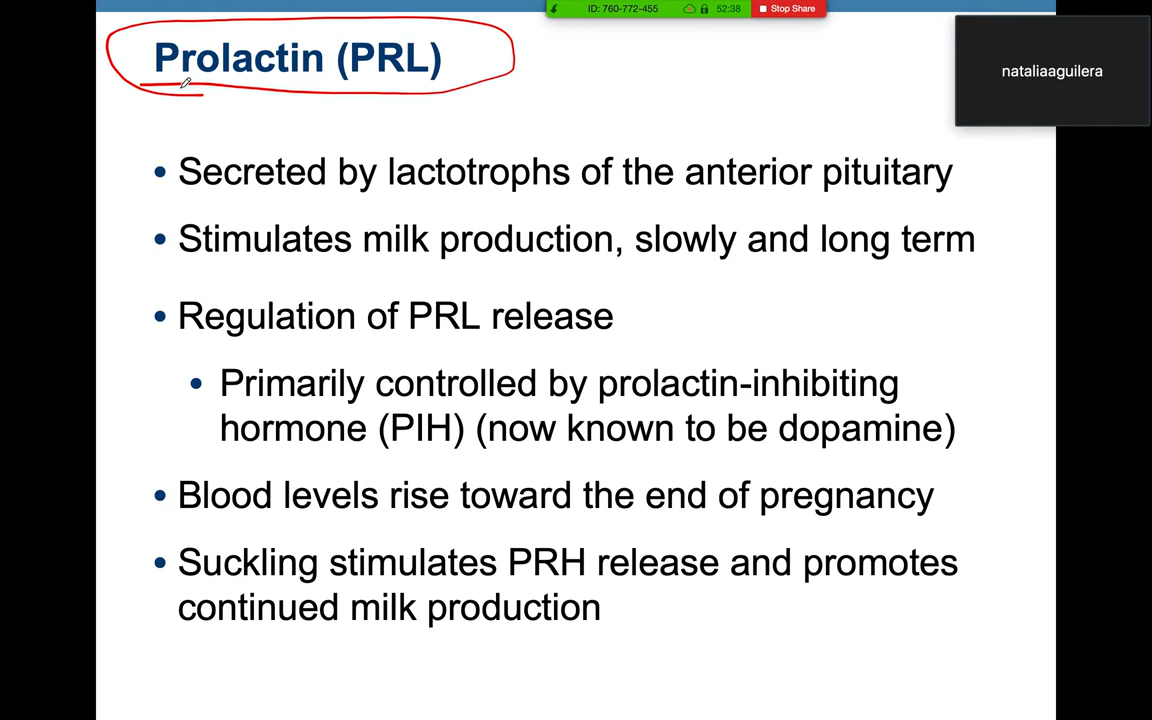 ID: 760-772-455 52:38 Stop Share
Prolactin (PRL)
nataliaaguilera
• Secreted by lactotrophs of the anterior pituitary
• Stimulates milk production, slowly and long term
• Regulation of PRL release
• Primarily controlled by prolactin-inhibiting
hormone (PIH) (now known to be dopamine)
• Blood levels rise toward the end of pregnancy
• Suckling stimulates PRH release and promotes
continued milk production